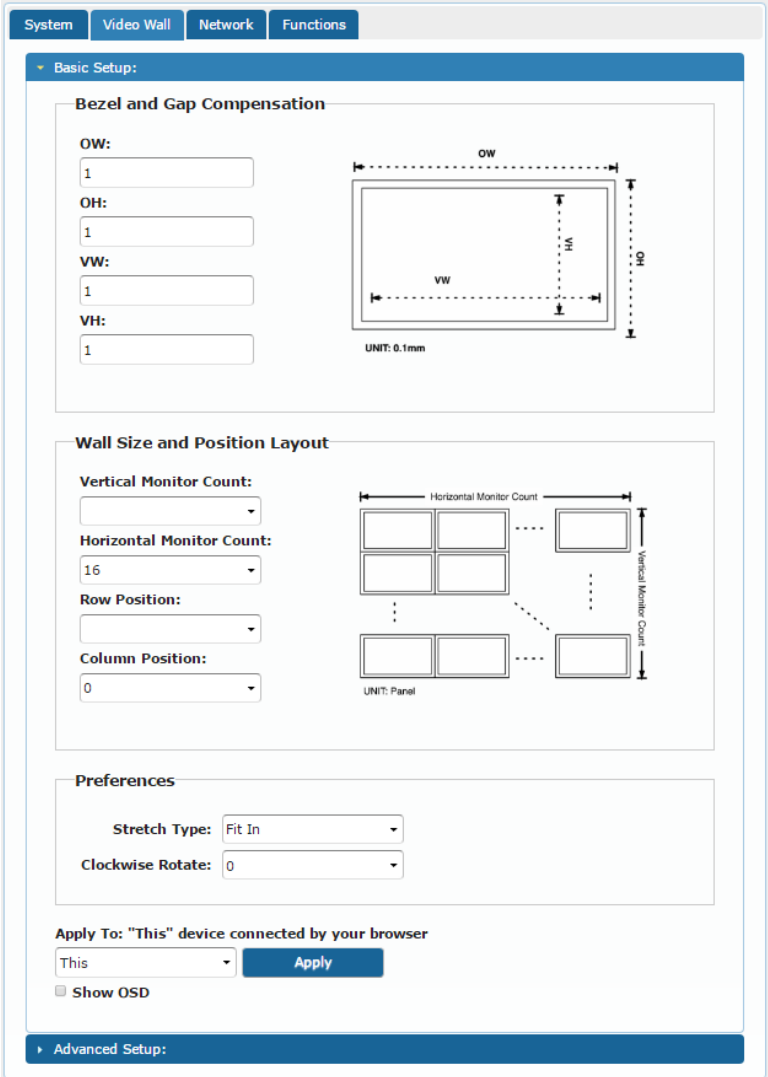 System Video Wall Network Functions
Basic Setup:
Bezel and Gap Compensation
OW:
1
OH:
1
VW:
1
VH:
1
OW
VH
OH
VW
UNIT: 0.1mm
Wall Size and Position Layout
Vertical Monitor Count:
Horizontal Monitor Count:
16
Row Position:
Column Position:
0
Horizontal Monitor Count
Vertical Monitor Count
UNIT: Panel
Preferences
Stretch Type: Fit In
Clockwise Rotate: 0
Apply To: "This" device connected by your browser
This Apply
Show OSD
Advanced Setup: